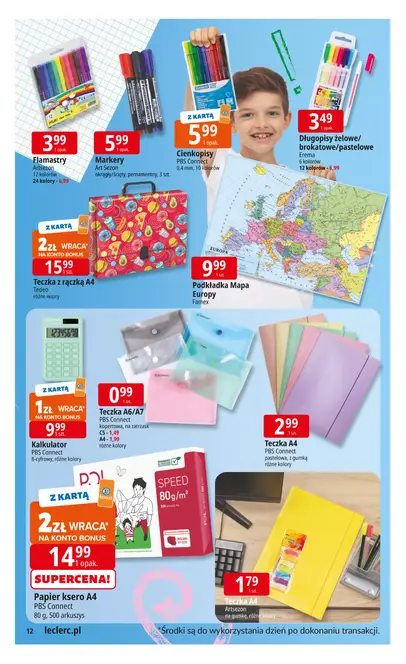 3.99
1 opak.
Flamastry
Artsezon
12 kolorów
24 kolory - 6,99
5.99
1 opak.
Markery
Art Sezon
okrągły/ścięty, permanentny, 3 szt.
Z KARTĄ
5.99
1 opak.
Cienkopisy
PBS Connect
0,4 mm, 10 kolorów
3.49
1 opak.
Długopisy żelowe/
brokatowe/pastelowe
Erema
6 kolorów
12 kolorów - 6,99
Z KARTĄ
2ZŁ WRACA*
NA KONTO BONUS
15.99
1 szt.
Teczka z rączką A4
Tedeo
różne wzory
EUROPA
9.99
1 szt.
Podkładka Mapa
Europy
Famex
Z KARTĄ
1ZŁ WRACA*
NA KONTO BONUS
9.99
1 szt.
Kalkulator
PBS Connect
8-cyfrowy, różne kolory
0.99
1 szt.
Teczka A6/A7
PBS Connect
kopertowa, na zatrzask
C5 - 1,49
A4 - 1,99
różne kolory
2.99
1 szt.
Teczka A4
PBS Connect
pastelowa, z gumką
różne kolory
POL
SPEED
80g/m²
Z KARTĄ
2ZŁ WRACA*
NA KONTO BONUS
14.99
1 opak.
SUPERCENA!
Papier ksero A4
PBS Connect
80 g, 500 arkuszy
1.79
1 szt.
Teczka A4
Artsezon
na gumkę, różne kolory
12 leclerc.pl
*Środki są do wykorzystania dzień po dokonaniu transakcji.